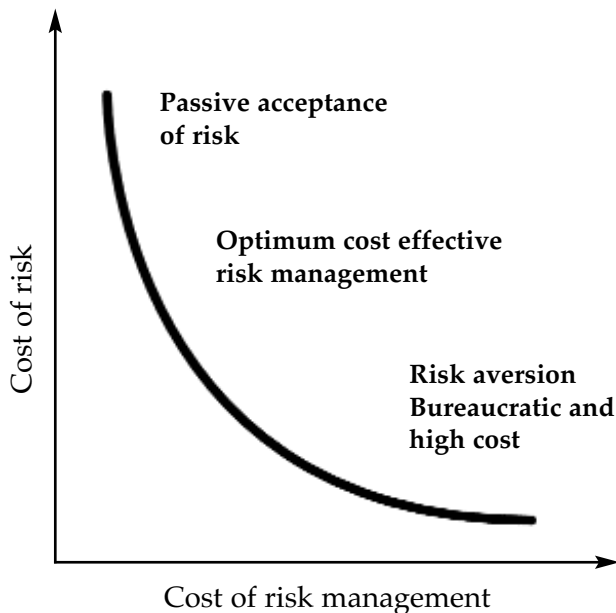 Passive acceptance
of risk
Optimum cost effective
risk management
Risk aversion
Bureaucratic and
high cost
Cost of risk
Cost of risk management